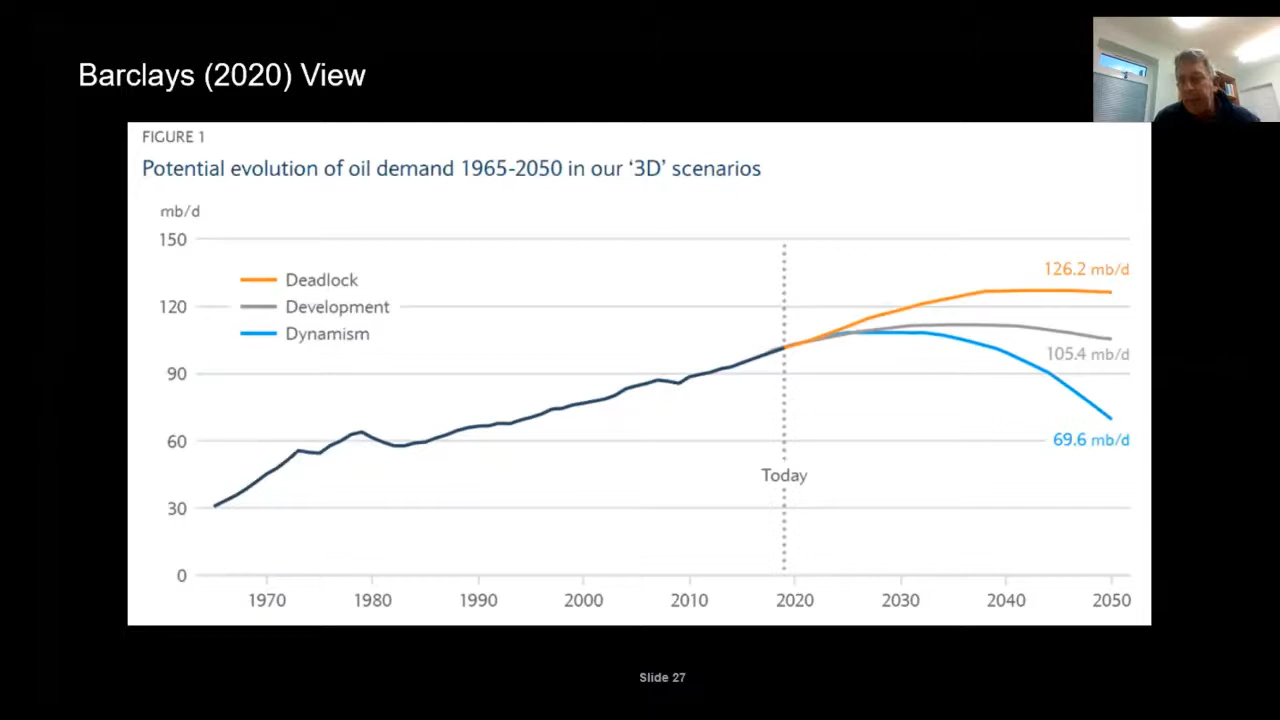 Barclays (2020) View
FIGURE 1
Potential evolution of oil demand 1965-2050 in our ‘3D’ scenarios
mb/d
150
120
90
60
30
0
Deadlock
Development
Dynamism
126.2 mb/d
105.4 mb/d
69.6 mb/d
Today
1970 1980 1990 2000 2010 2020 2030 2040 2050
Slide 27